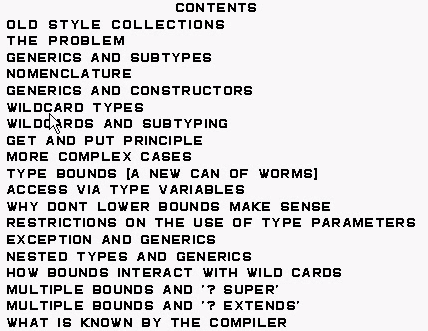 CONTENTS
OLD STYLE COLLECTIONS
THE PROBLEM
GENERICS AND SUBTYPES
NOMENCLATURE
GENERICS AND CONSTRUCTORS
WILDCARD TYPES
WILDCARDS AND SUBTYPING
GET AND PUT PRINCIPLE
MORE COMPLEX CASES
TYPE BOUNDS [A NEW CAN OF WORMS]
ACCESS VIA TYPE VARIABLES
WHY DONT LOWER BOUNDS MAKE SENSE
RESTRICTIONS ON THE USE OF TYPE PARAMETERS
EXCEPTION AND GENERICS
NESTED TYPES AND GENERICS
HOW BOUNDS INTERACT WITH WILD CARDS
MULTIPLE BOUNDS AND '? SUPER'
MULTIPLE BOUNDS AND '? EXTENDS'
WHAT IS KNOWN BY THE COMPILER